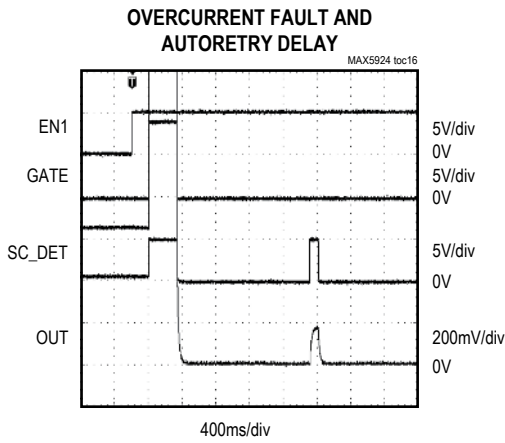 OVERCURRENT FAULT AND
AUTORETRY DELAY
MAX5924 toc16
T
EN1
5V/div
0V
GATE
5V/div
0V
SC_DET
5V/div
0V
OUT
200mV/div
0V
400ms/div